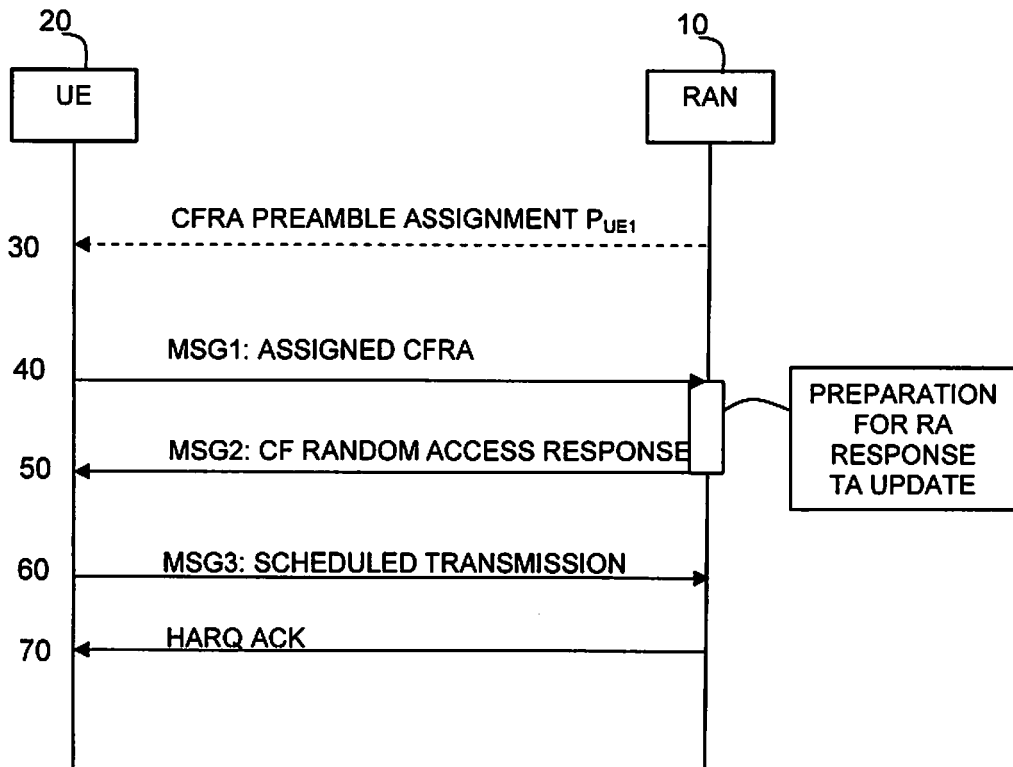 20
10
UE
RAN
CFRA PREAMBLE ASSIGNMENT PUE1
30
MSG1: ASSIGNED CFRA
40
PREPARATION
FOR RA
RESPONSE
TA UPDATE
MSG2: CF RANDOM ACCESS RESPONSE
50
MSG3: SCHEDULED TRANSMISSION
60
HARQ ACK
70